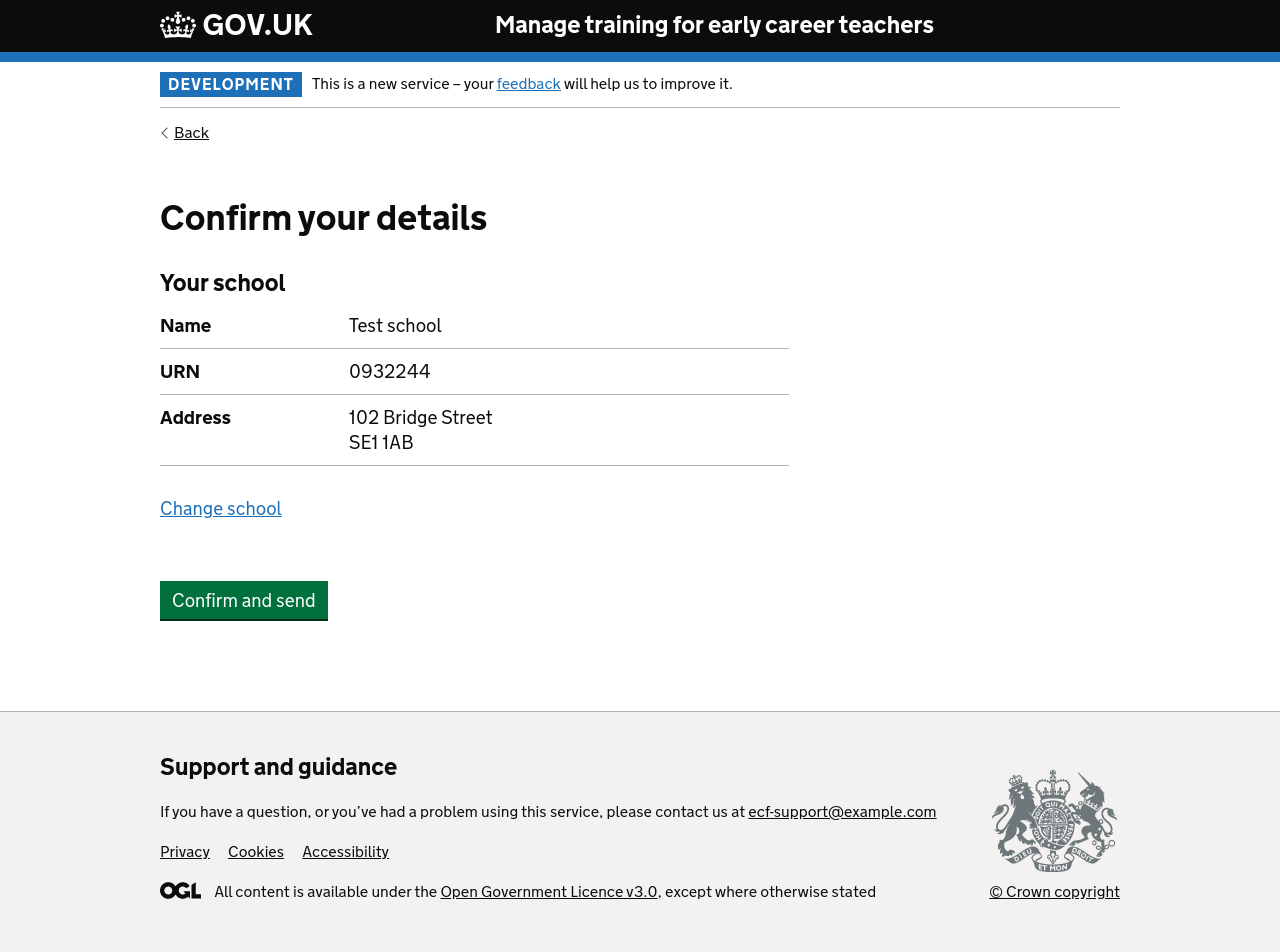 GOV.UK
Manage training for early career teachers
DEVELOPMENT This is a new service – your feedback will help us to improve it.
Back
Confirm your details
Your school
Name Test school
URN 0932244
Address 102 Bridge Street
SE1 1AB
Change school
Confirm and send
Support and guidance
If you have a question, or you’ve had a problem using this service, please contact us at ecf-support@example.com
Privacy Cookies Accessibility
OGL All content is available under the Open Government Licence v3.0, except where otherwise stated
DIEU ET MON DROIT
© Crown copyright